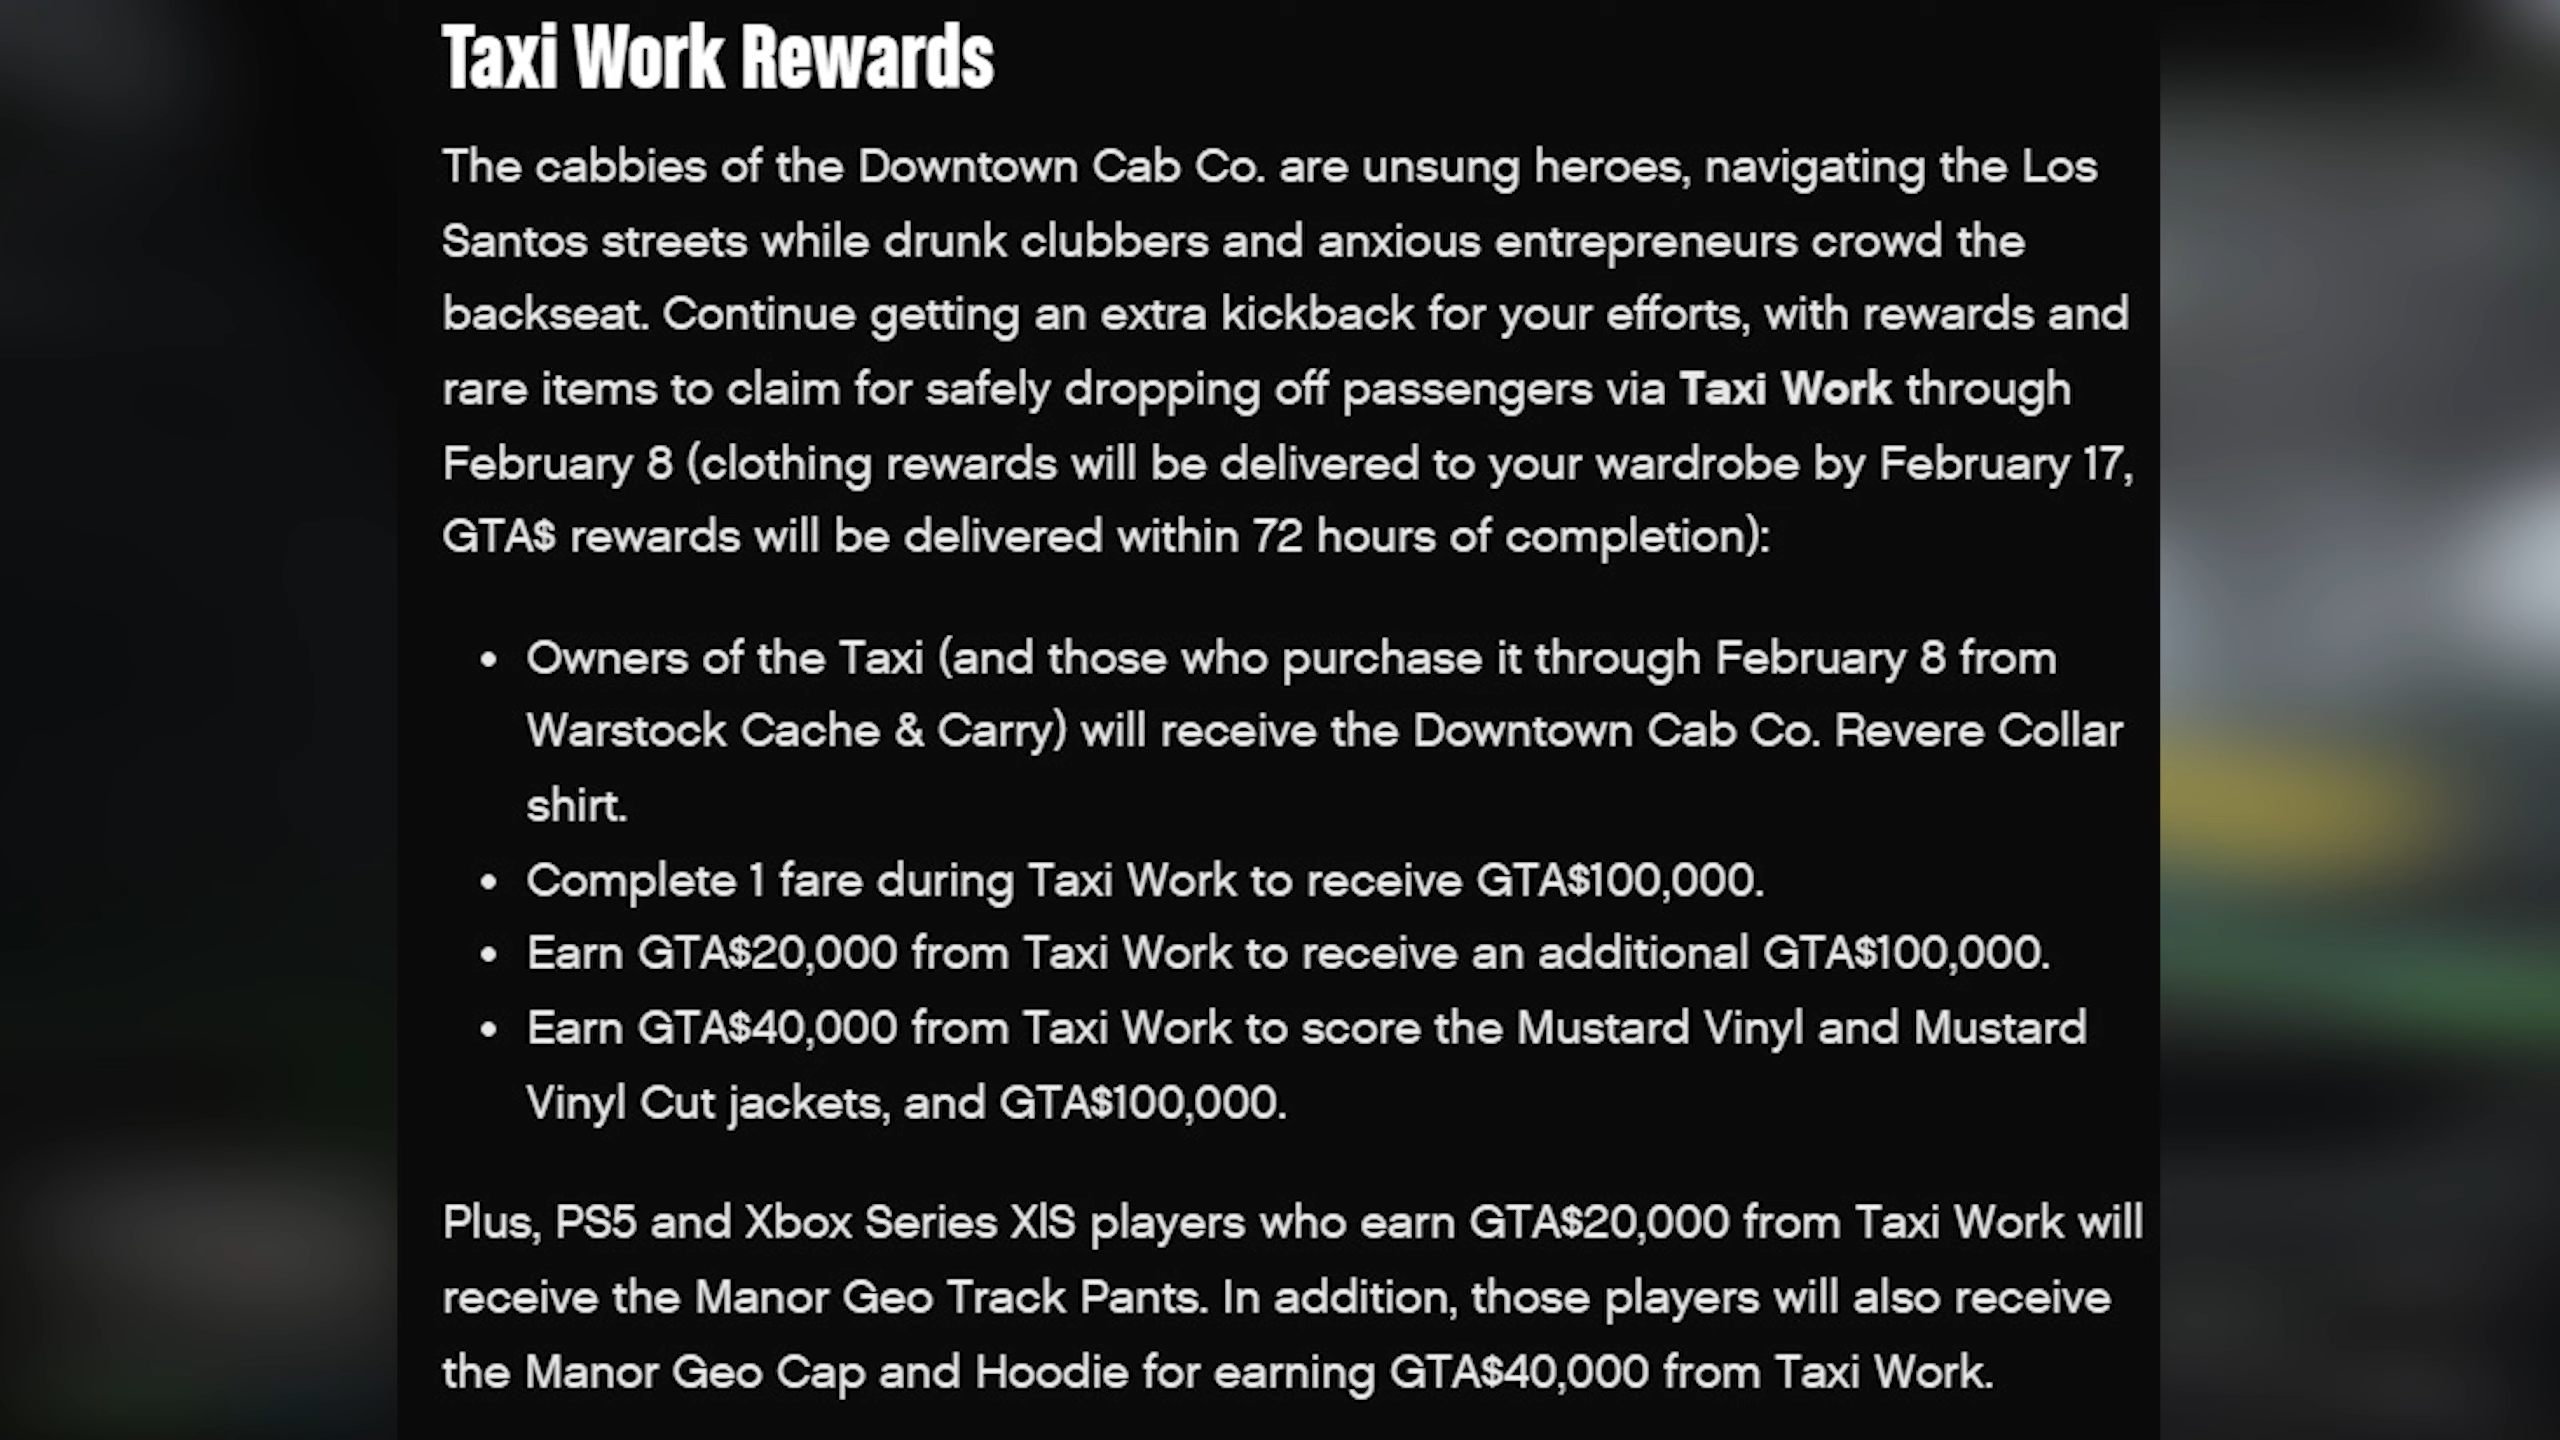 Taxi Work Rewards
The cabbies of the Downtown Cab Co. are unsung heroes, navigating the Los
Santos streets while drunk clubbers and anxious entrepreneurs crowd the
backseat. Continue getting an extra kickback for your efforts, with rewards and
rare items to claim for safely dropping off passengers via Taxi Work through
February 8 (clothing rewards will be delivered to your wardrobe by February 17,
GTA$ rewards will be delivered within 72 hours of completion):
• Owners of the Taxi (and those who purchase it through February 8 from
Warstock Cache & Carry) will receive the Downtown Cab Co. Revere Collar
shirt.
• Complete 1 fare during Taxi Work to receive GTA$100,000.
• Earn GTA$20,000 from Taxi Work to receive an additional GTA$100,000.
• Earn GTA$40,000 from Taxi Work to score the Mustard Vinyl and Mustard
Vinyl Cut jackets, and GTA$100,000.
Plus, PS5 and Xbox Series X|S players who earn GTA$20,000 from Taxi Work will
receive the Manor Geo Track Pants. In addition, those players will also receive
the Manor Geo Cap and Hoodie for earning GTA$40,000 from Taxi Work.